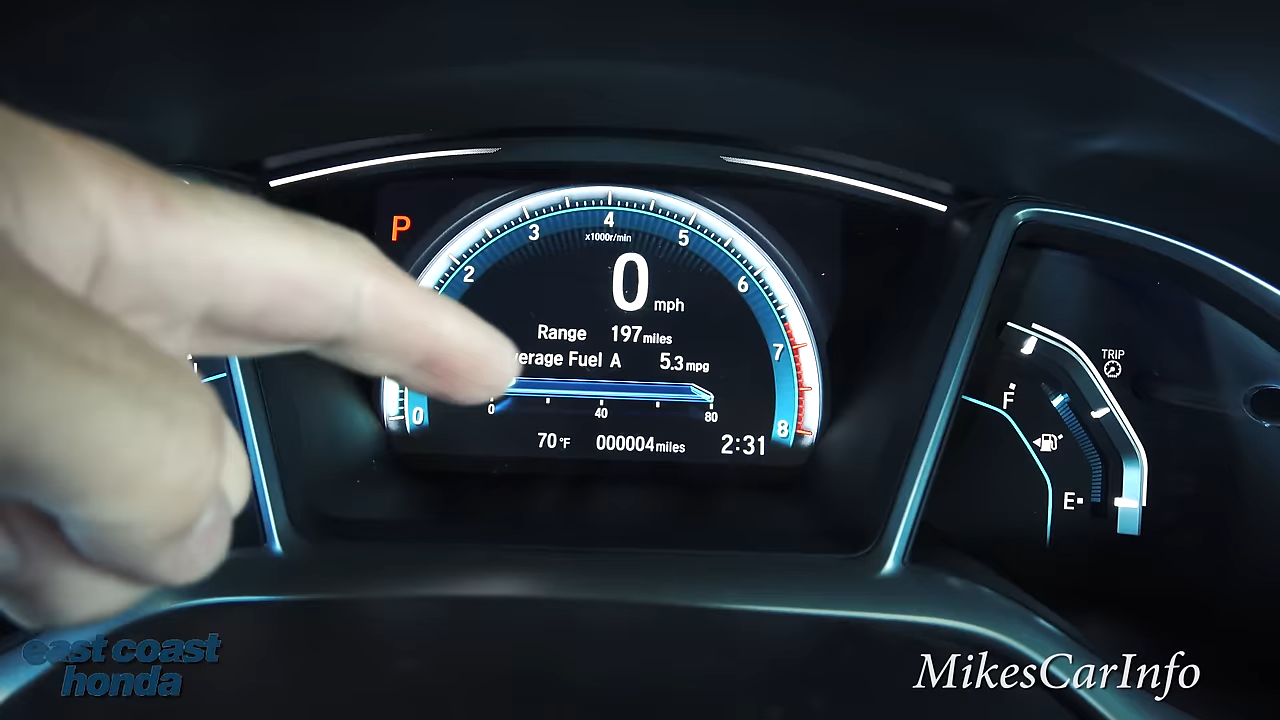 P
2 3 4 5 6 7 8
x1000r/min
0 mph
Range 197 miles
Fuel A 5.3 mpg
0
0 40 80
70°F 000004 miles 2:31
TRIP
F
E
east coast
honda
MikesCarInfo